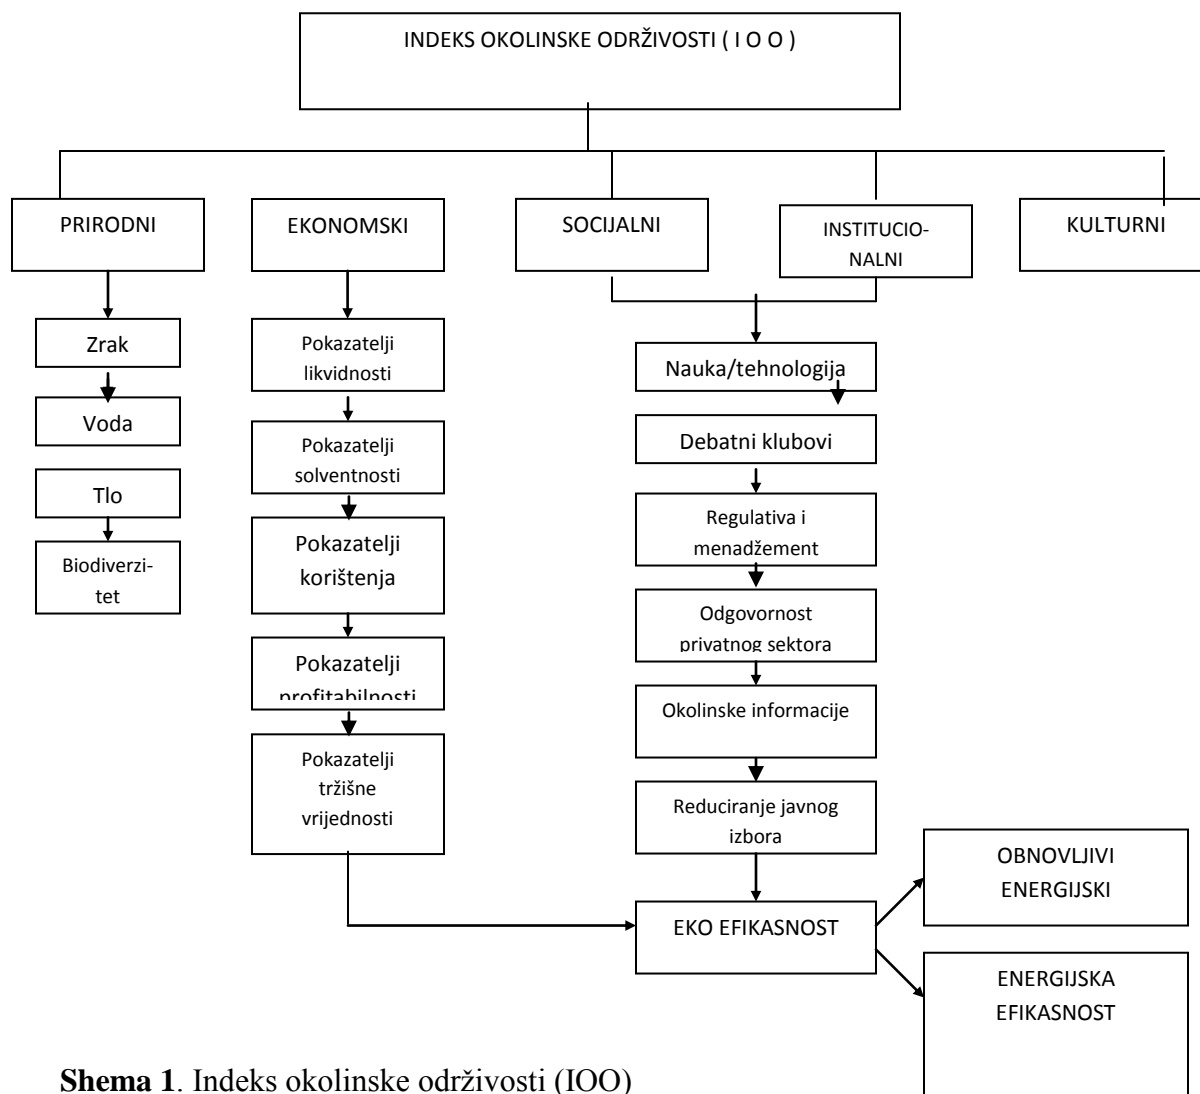 INDEKS OKOLINSKE ODRŽIVOSTI ( I O O )
PRIRODNI
EKONOMSKI
SOCIJALNI
INSTITUCIO-
NALNI
KULTURNI
Zrak
Voda
Tlo
Biodiverzi-
tet
Pokazatelji
likvidnosti
Pokazatelji
solventnosti
Pokazatelji
korištenja
Pokazatelji
profitabilnosti
Pokazatelji
tržišne
vrijednosti
Nauka/tehnologija
Debatni klubovi
Regulativa i
menadžment
Odgovornost
privatnog sektora
Okolinske informacije
Reduciranje javnog
izbora
EKO EFIKASNOST
OBNOVLJIVI
ENERGIJSKI
ENERGIJSKA
EFIKASNOST
Shema 1. Indeks okolinske održivosti (IOO)